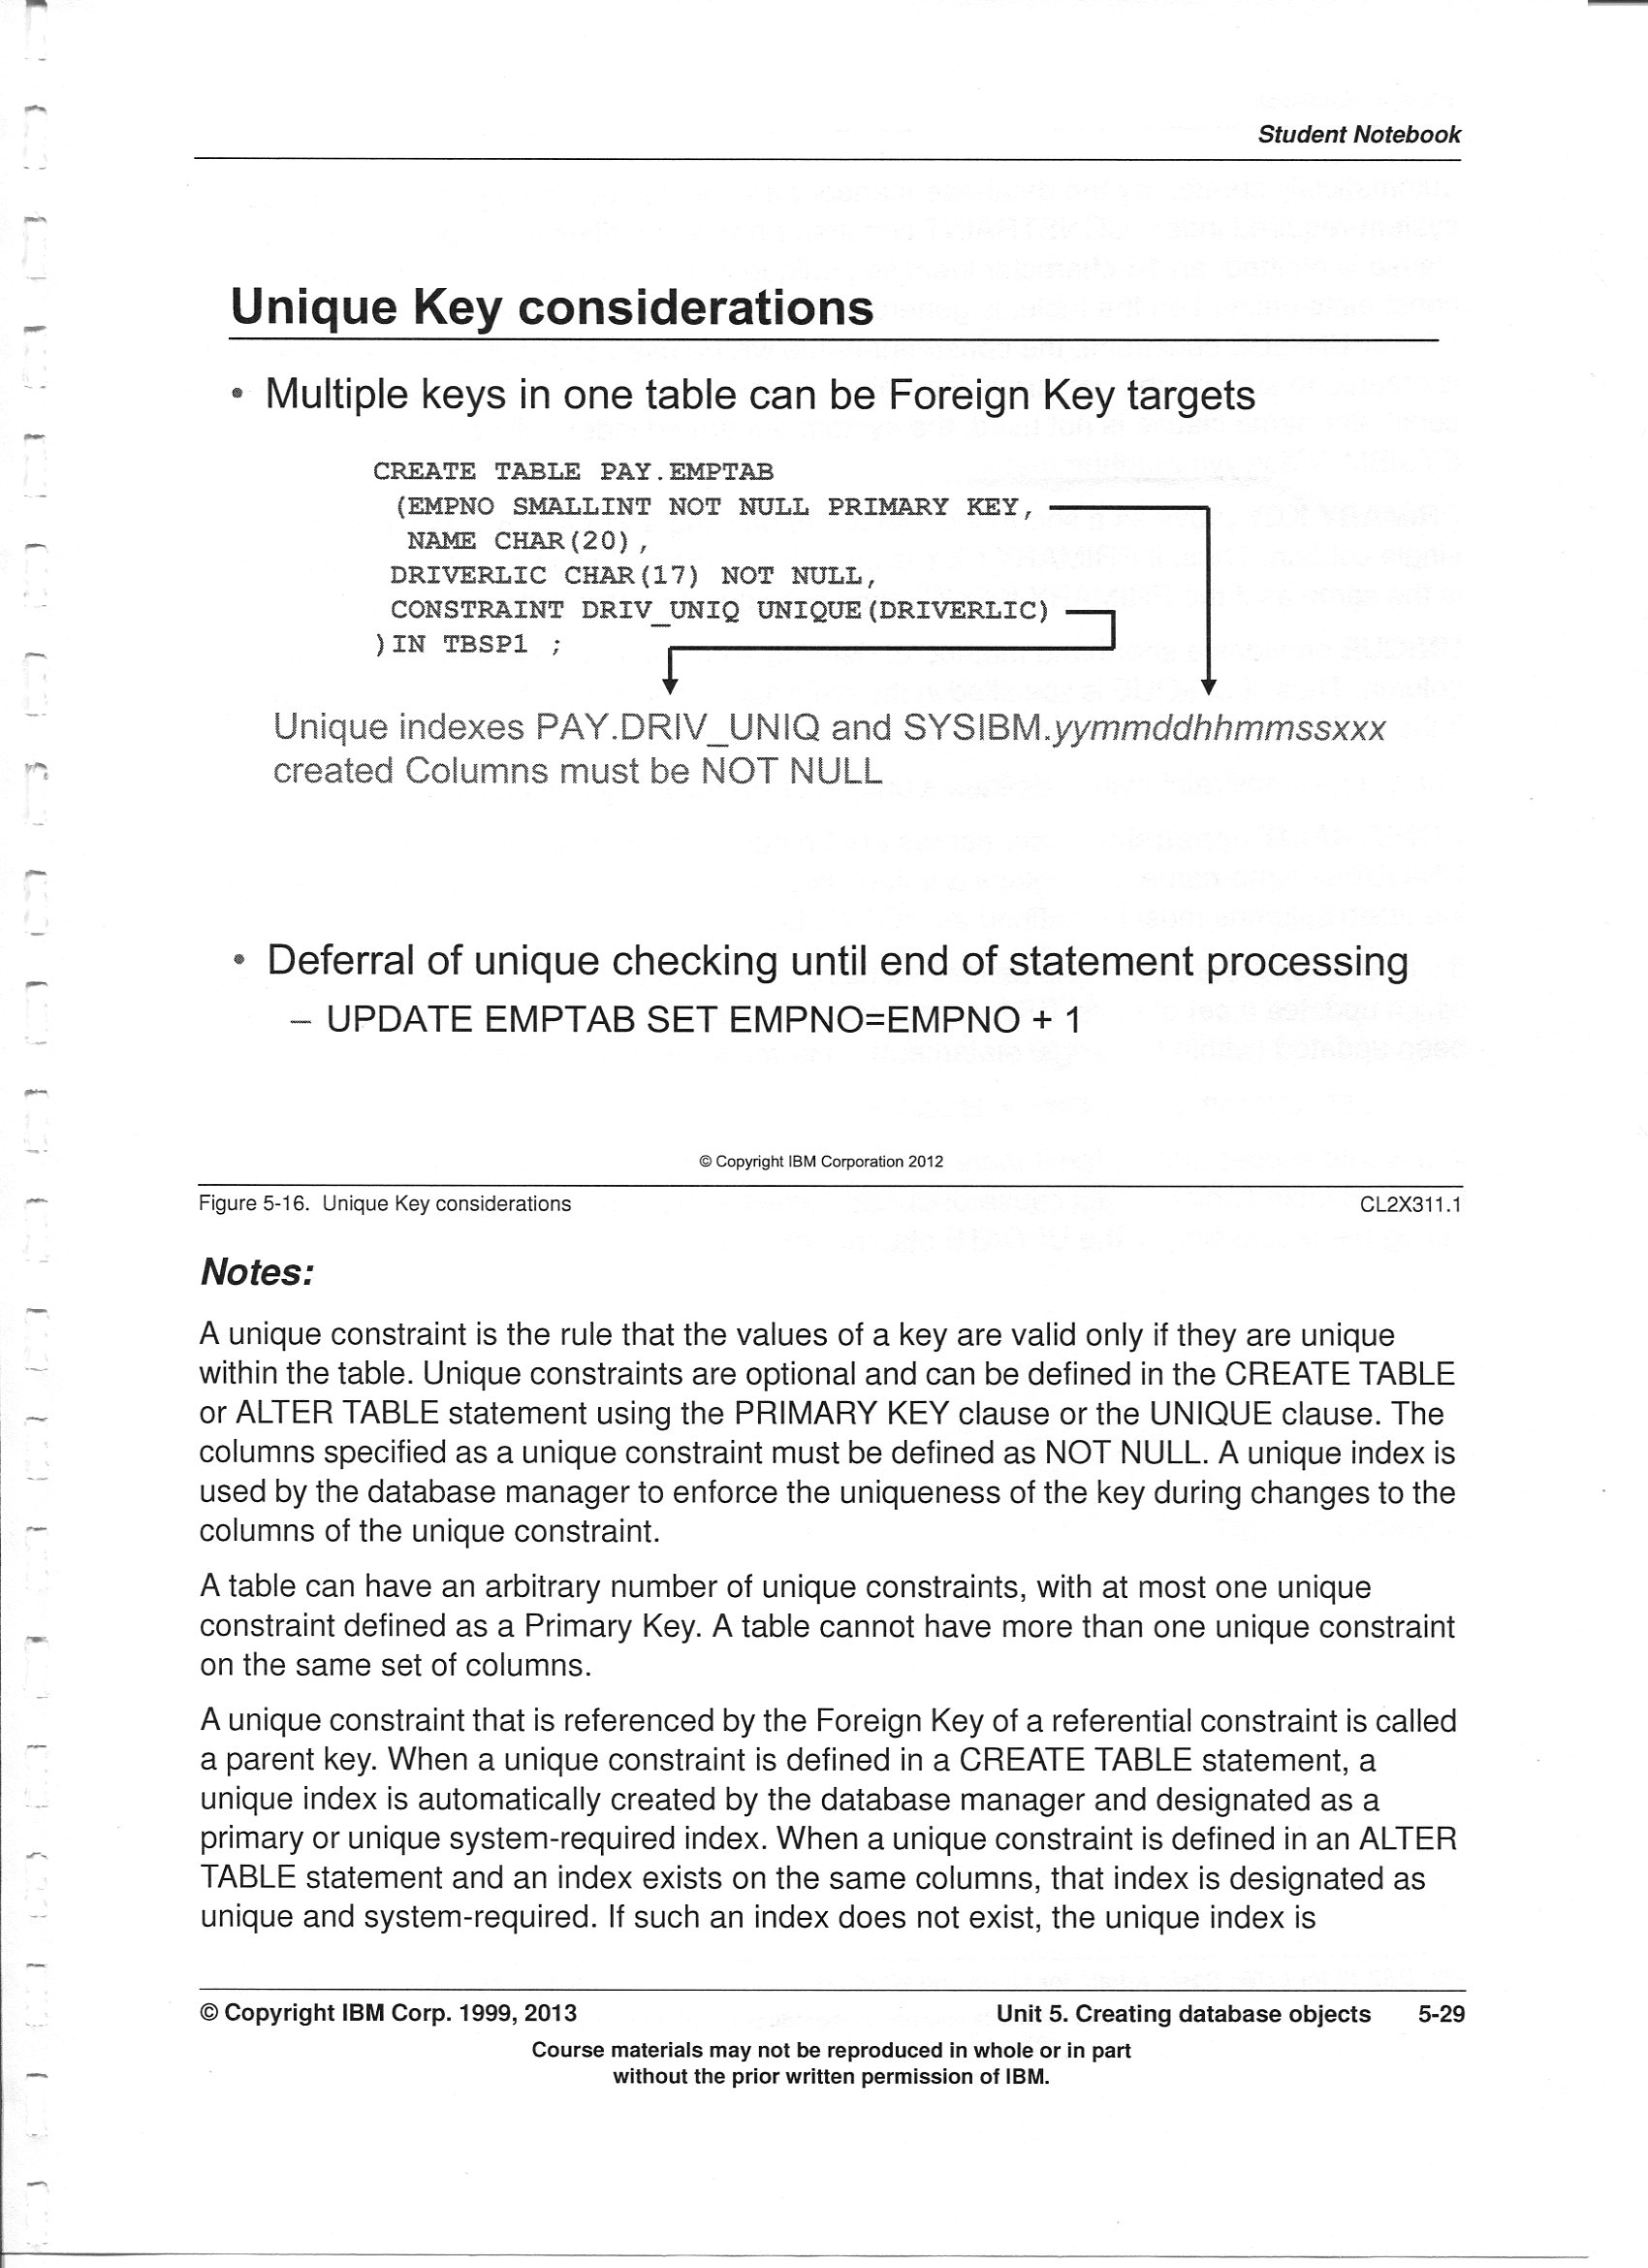 Student Notebook
Unique Key considerations
• Multiple keys in one table can be Foreign Key targets
CREATE TABLE PAY.EMPTAB
(EMPNO SMALLINT NOT NULL PRIMARY KEY,
NAME CHAR(20),
DRIVERLIC CHAR(17) NOT NULL,
CONSTRAINT DRIV_UNIQ UNIQUE(DRIVERLIC)
)IN TBSP1 ;
Unique indexes PAY.DRIV_UNIQ and SYSIBM.yymmddhhmmssxxx
created Columns must be NOT NULL
• Deferral of unique checking until end of statement processing
– UPDATE EMPTAB SET EMPNO=EMPNO + 1
© Copyright IBM Corporation 2012
Figure 5-16. Unique Key considerations CL2X311.1
Notes:
A unique constraint is the rule that the values of a key are valid only if they are unique
within the table. Unique constraints are optional and can be defined in the CREATE TABLE
or ALTER TABLE statement using the PRIMARY KEY clause or the UNIQUE clause. The
columns specified as a unique constraint must be defined as NOT NULL. A unique index is
used by the database manager to enforce the uniqueness of the key during changes to the
columns of the unique constraint.
A table can have an arbitrary number of unique constraints, with at most one unique
constraint defined as a Primary Key. A table cannot have more than one unique constraint
on the same set of columns.
A unique constraint that is referenced by the Foreign Key of a referential constraint is called
a parent key. When a unique constraint is defined in a CREATE TABLE statement, a
unique index is automatically created by the database manager and designated as a
primary or unique system-required index. When a unique constraint is defined in an ALTER
TABLE statement and an index exists on the same columns, that index is designated as
unique and system-required. If such an index does not exist, the unique index is
© Copyright IBM Corp. 1999, 2013 Unit 5. Creating database objects 5-29
Course materials may not be reproduced in whole or in part
without the prior written permission of IBM.